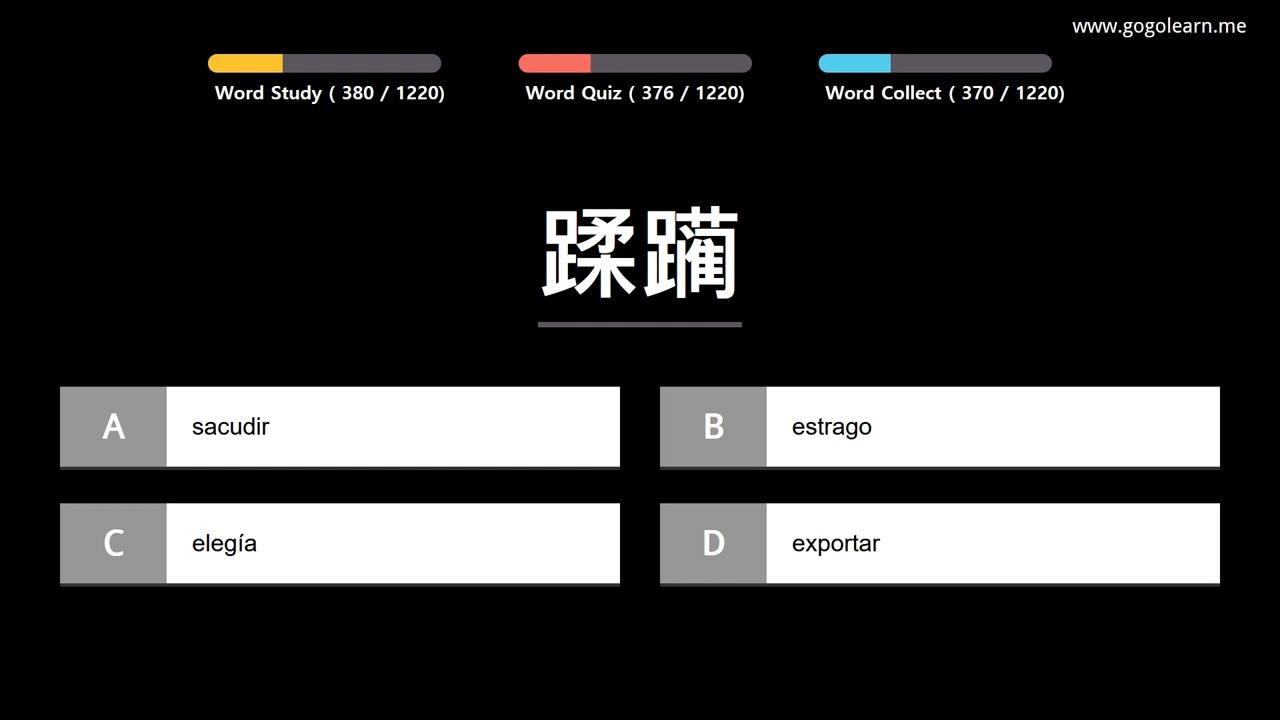 www.gogolearn.me
Word Study ( 380 / 1220)
Word Quiz ( 376 / 1220)
Word Collect ( 370 / 1220)
蹂躪
A sacudir
B estrago
C elegía
D exportar